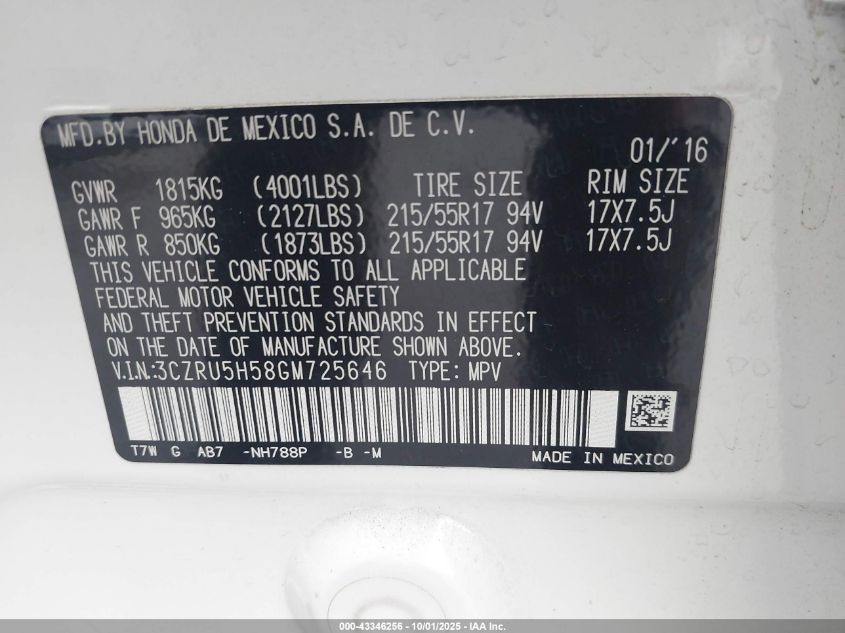 MFD. BY HONDA DE MEXICO S.A. DE C.V.
01/'16
GVWR 1815KG (4001LBS) TIRE SIZE RIM SIZE
GAWR F 965KG (2127LBS) 215/55R17 94V 17X7.5J
GAWR R 850KG (1873LBS) 215/55R17 94V 17X7.5J
THIS VEHICLE CONFORMS TO ALL APPLICABLE
FEDERAL MOTOR VEHICLE SAFETY
AND THEFT PREVENTION STANDARDS IN EFFECT
ON THE DATE OF MANUFACTURE SHOWN ABOVE.
V.I.N.:3CZRU5H58GM725646 TYPE: MPV
T7W G AB7 -NH788P -B -M MADE IN MEXICO
000-43346256 - 10/01/2025 - IAA Inc.